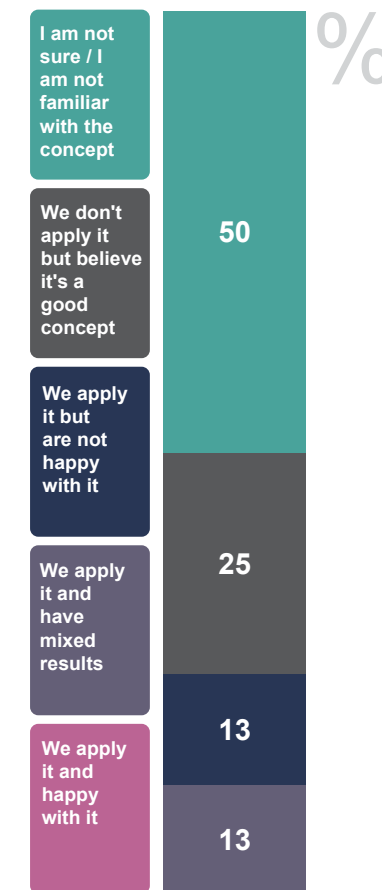 I am not
sure / I
am not
familiar
with the
concept
%
50
We don't
apply it
but believe
it's a
good
concept
25
We apply
it but
are not
happy
with it
13
We apply
it and
have
mixed
results
13
We apply
it and
happy
with it